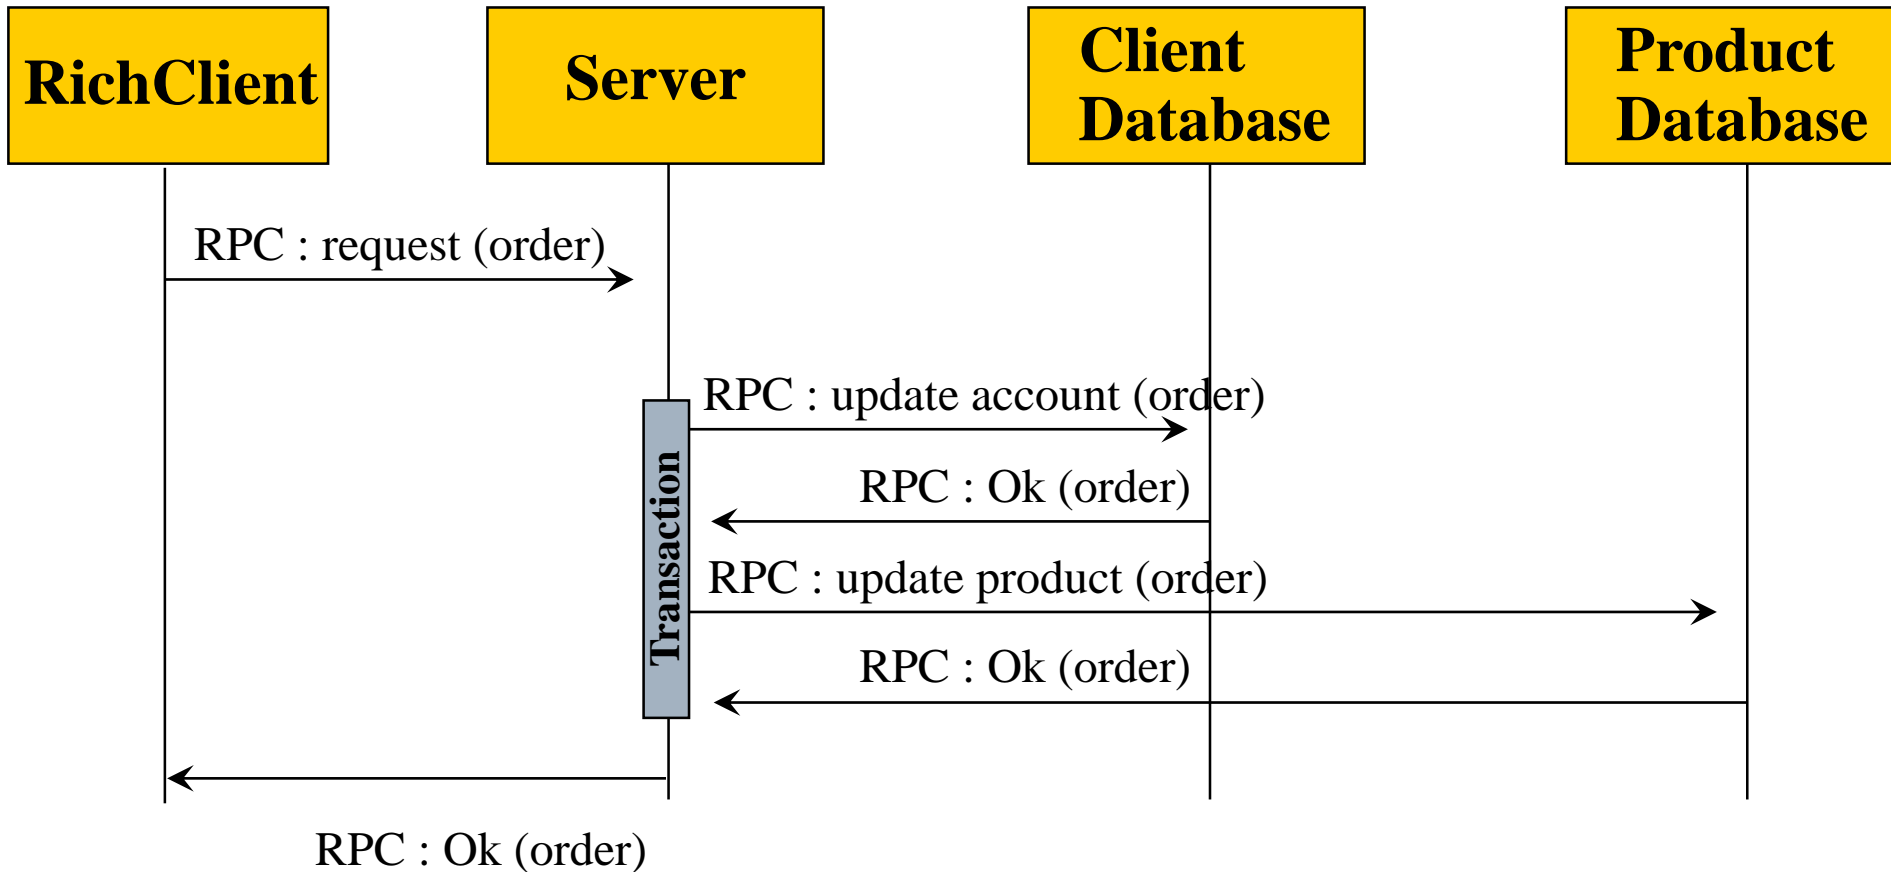 RichClient
Server
Client
Database
Product
Database
RPC : request (order)
RPC : update account (order)
RPC : Ok (order)
Transaction
RPC : update product (order)
RPC : Ok (order)
RPC : Ok (order)